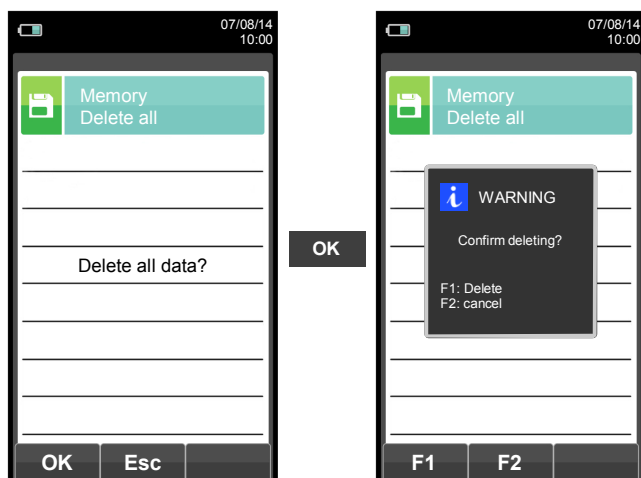 07/08/14
10:00
Memory
Delete all
Delete all data?
OK
Esc
OK
07/08/14
10:00
Memory
Delete all
i
WARNING
Confirm deleting?
F1: Delete
F2: cancel
F1
F2